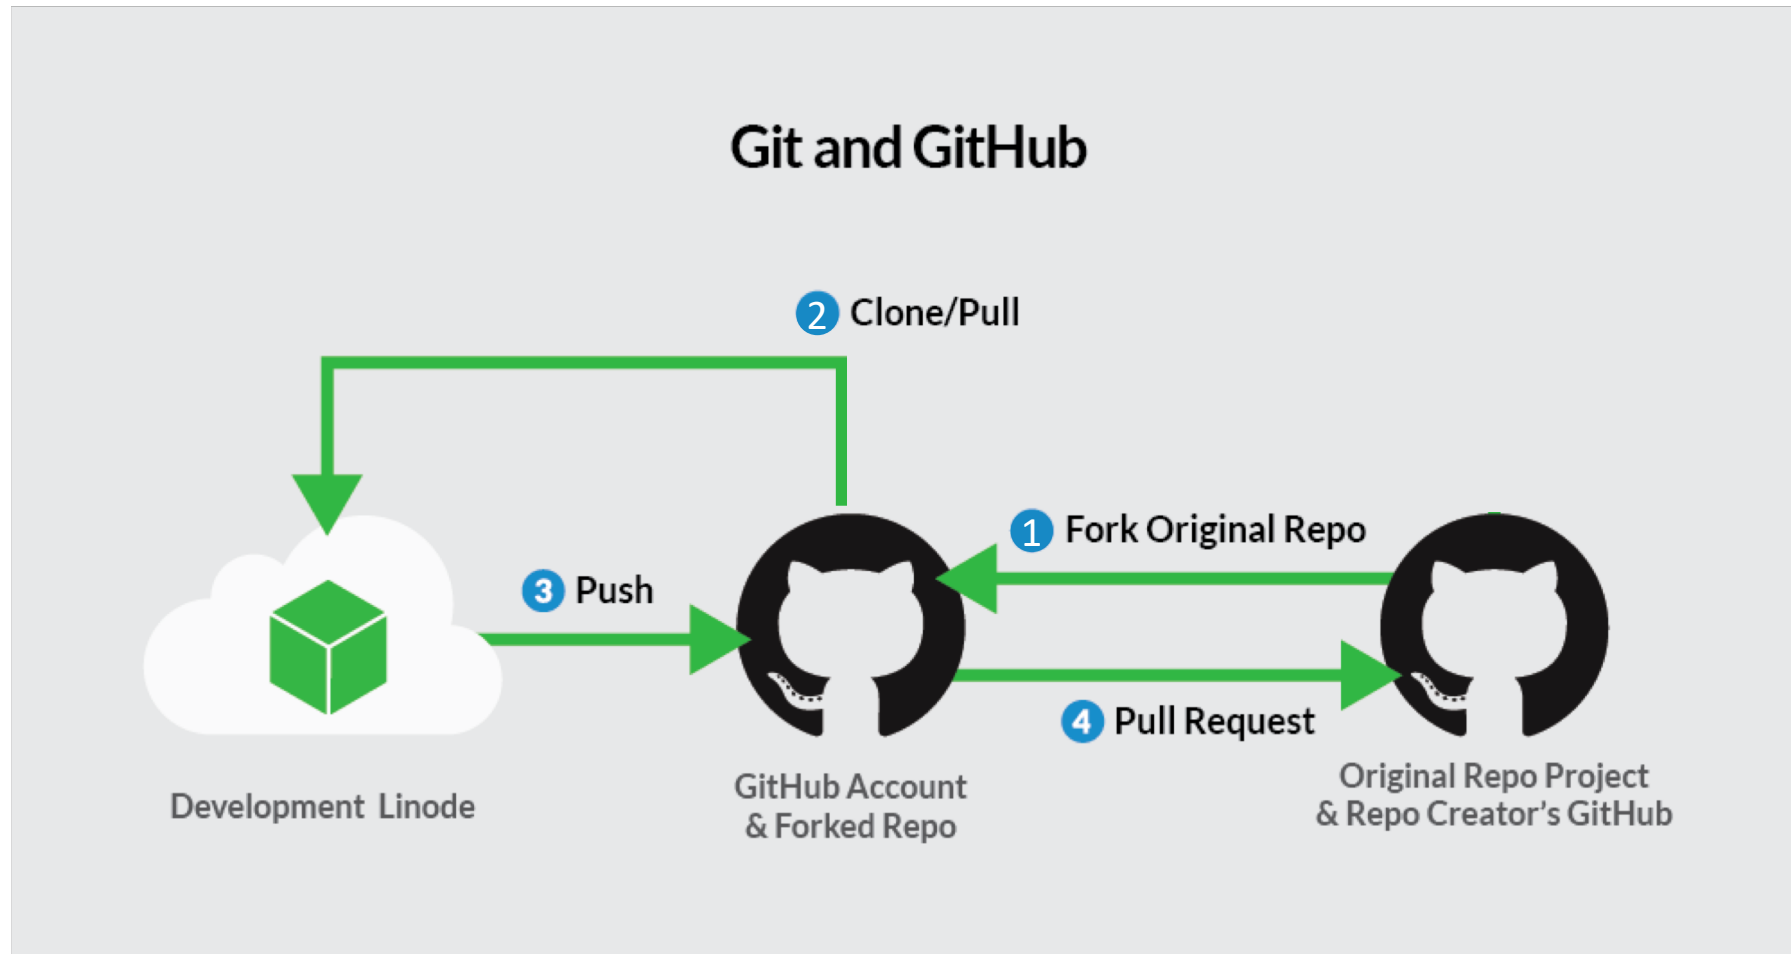 Git and GitHub
2 Clone/Pull
1 Fork Original Repo
3 Push
4 Pull Request
Development Linode
GitHub Account
& Forked Repo
Original Repo Project
& Repo Creator's GitHub